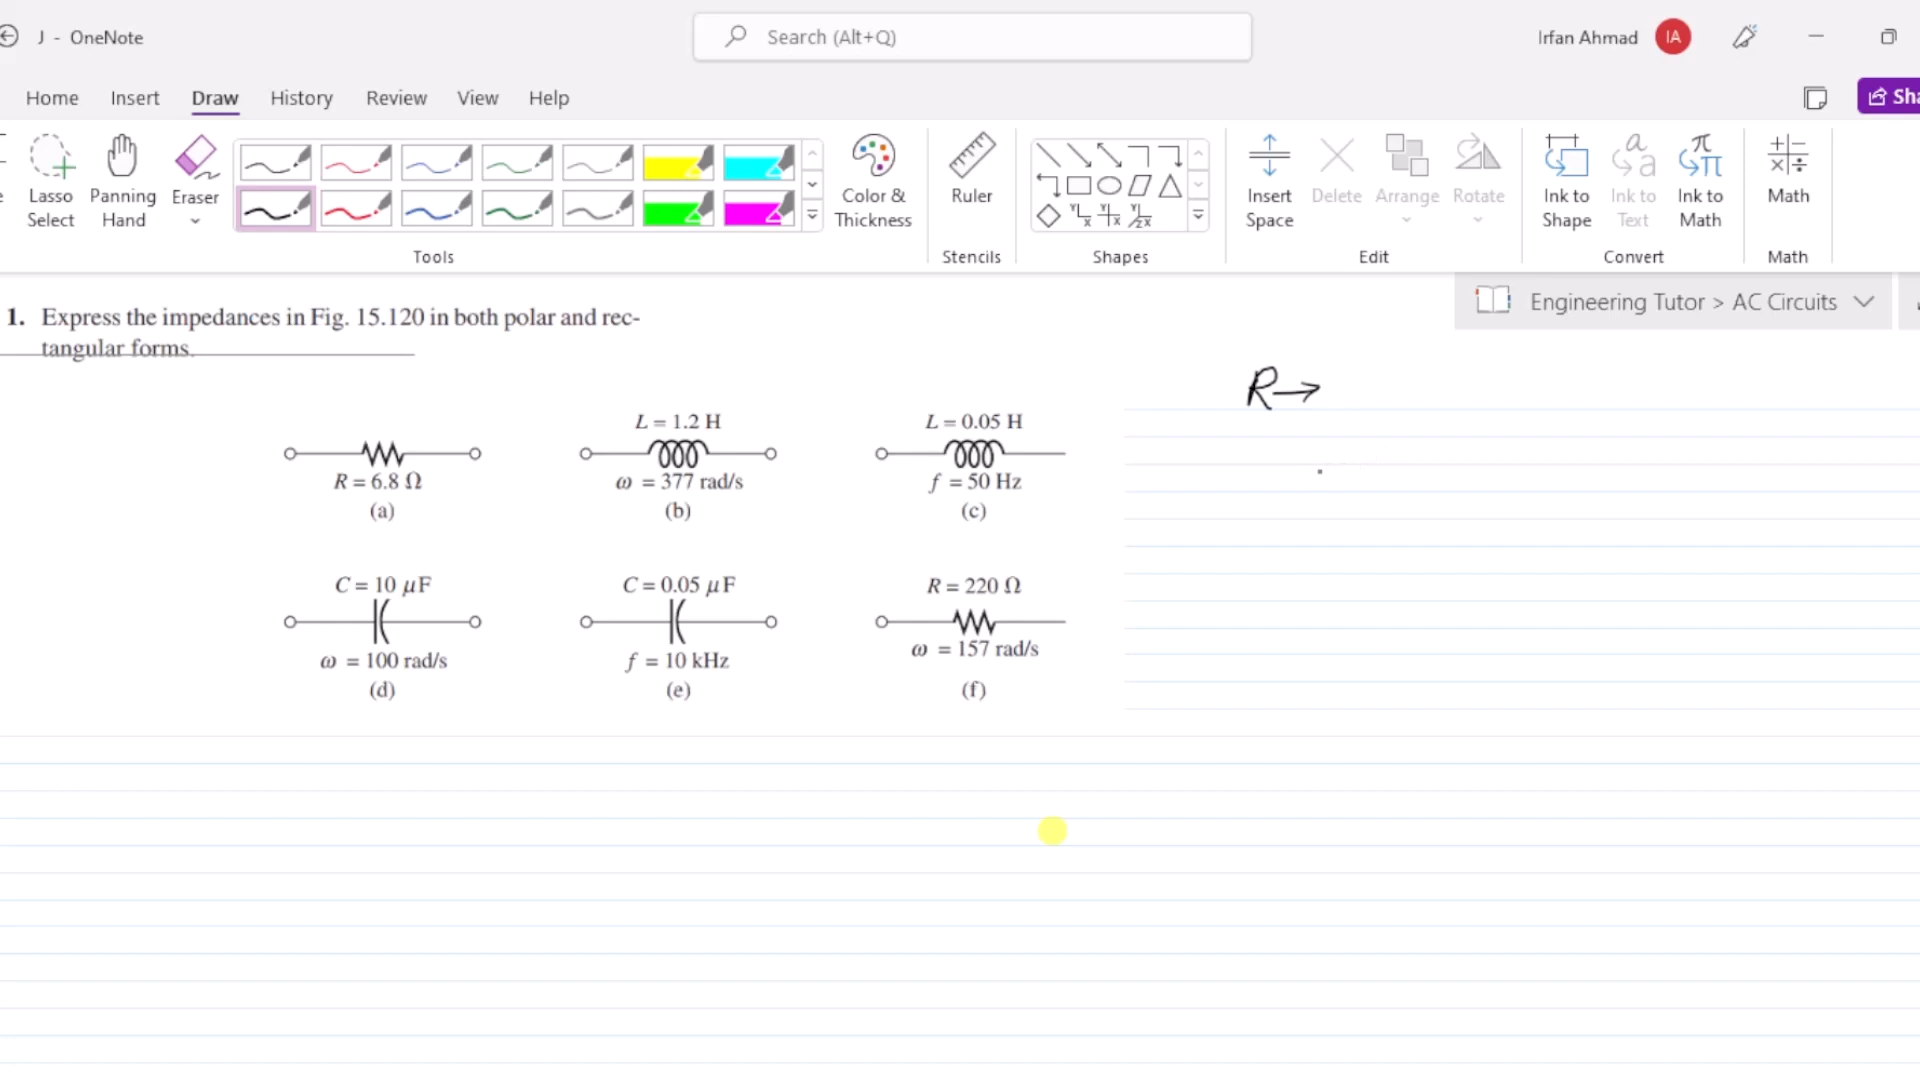 J - OneNote
Search (Alt+Q)
Irfan Ahmad
IA
Home Insert Draw History Review View Help
Lasso Select
Panning Hand
Eraser
Color & Thickness
Ruler
Insert Space
Delete
Arrange
Rotate
Ink to Shape
Ink to Text
Ink to Math
Math
Tools
Stencils
Shapes
Edit
Convert
Math
Engineering Tutor > AC Circuits
1. Express the impedances in Fig. 15.120 in both polar and rec-
tangular forms.
R→
L = 1.2 H
L = 0.05 H
R = 6.8 Ω
ω = 377 rad/s
f = 50 Hz
(a)
(b)
(c)
C = 10 μF
C = 0.05 μF
R = 220 Ω
ω = 100 rad/s
f = 10 kHz
ω = 157 rad/s
(d)
(e)
(f)